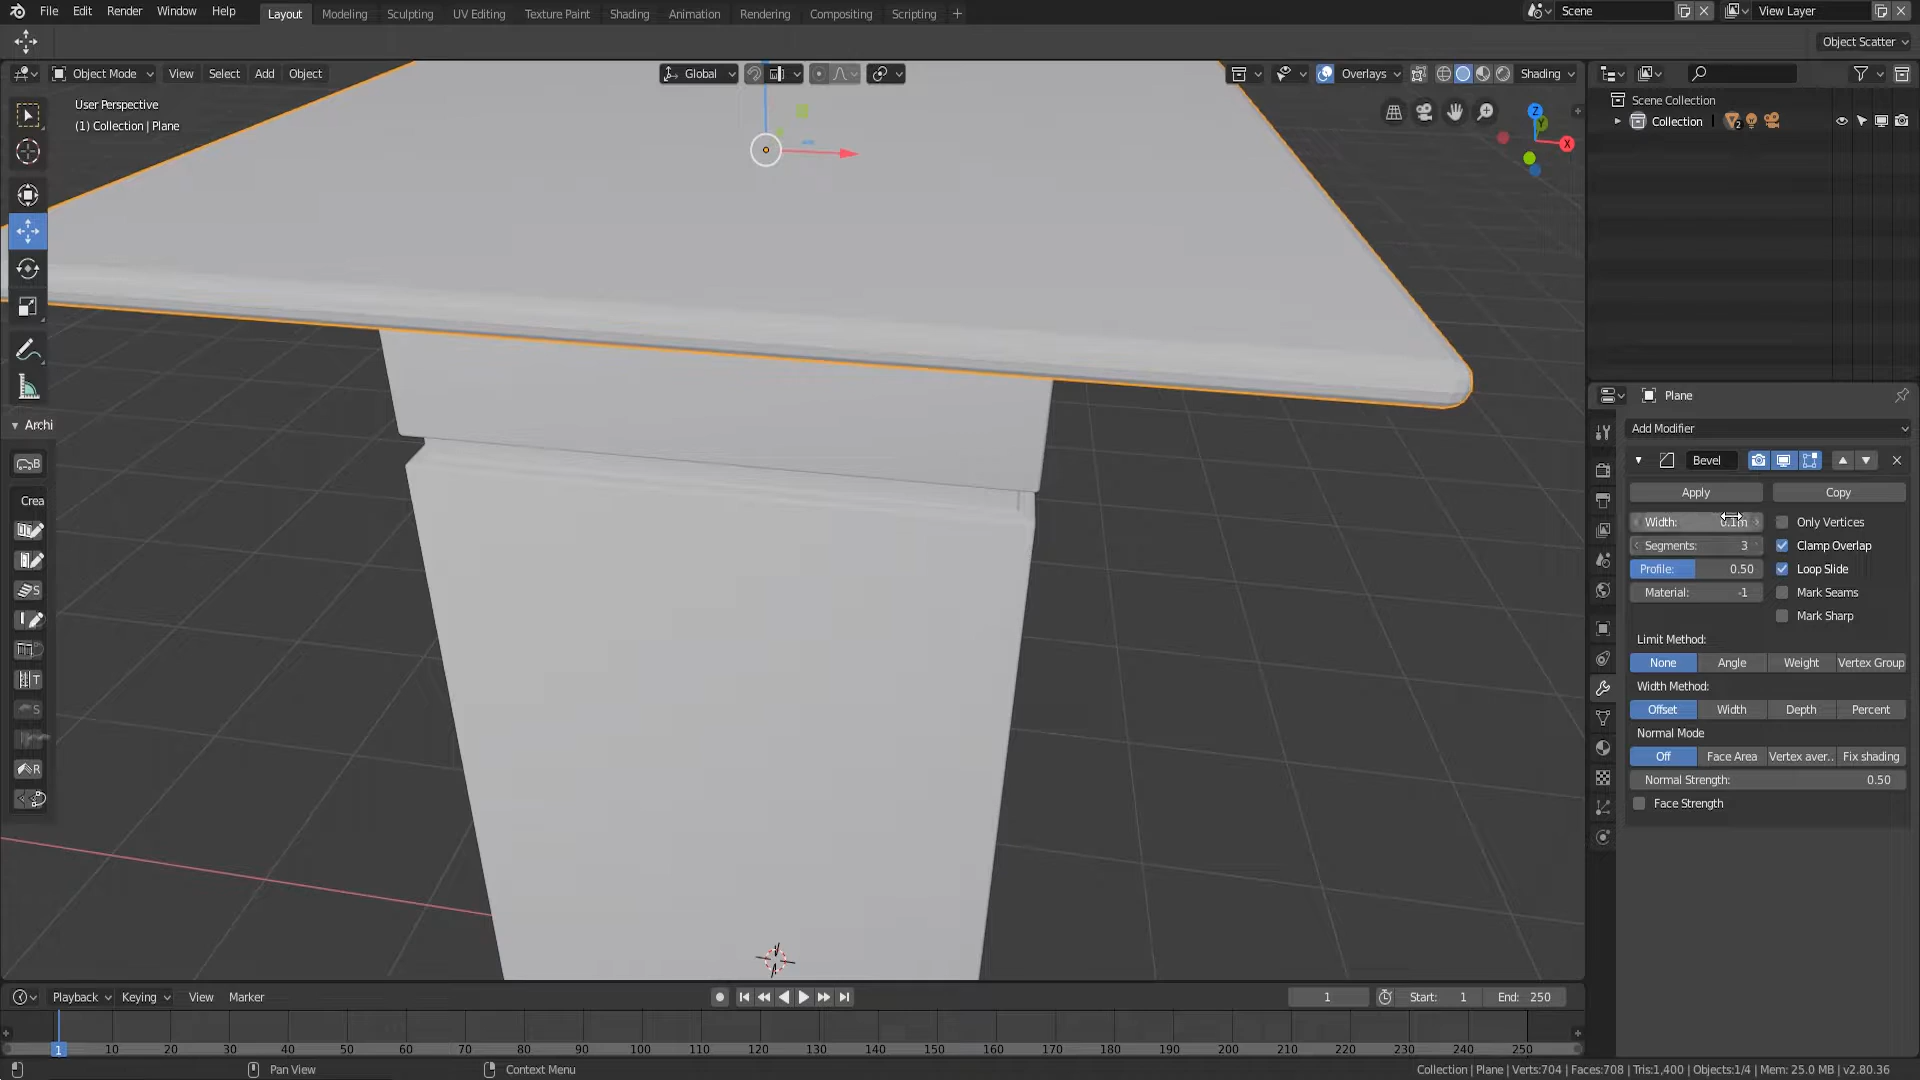 File Edit Render Window Help Layout Modeling Sculpting UV Editing Texture Paint Shading Animation Rendering Compositing Scripting + Scene View Layer
Object Scatter
Object Mode View Select Add Object Global Overlays Shading
User Perspective
(1) Collection | Plane
Z
Y
X
Scene Collection
Collection 2
Plane
Add Modifier
Archi
Bevel
B
Apply Copy
Crea
Width: Only Vertices
Segments: 3 Clamp Overlap
Profile: 0.50 Loop Slide
Material: -1 Mark Seams
S
Mark Sharp
Limit Method:
None Angle Weight Vertex Group
T
Width Method:
Offset Width Depth Percent
S
Normal Mode
Off Face Area Vertex aver.. Fix shading
R
Normal Strength: 0.50
Face Strength
Playback Keying View Marker 1 Start: 1 End: 250
1 10 20 30 40 50 60 70 80 90 100 110 120 130 140 150 160 170 180 190 200 210 220 230 240 250
Pan View Context Menu Collection | Plane | Verts:704 | Faces:708 | Tris:1,400 | Objects:1/4 | Mem: 25.0 MB | v2.80.36